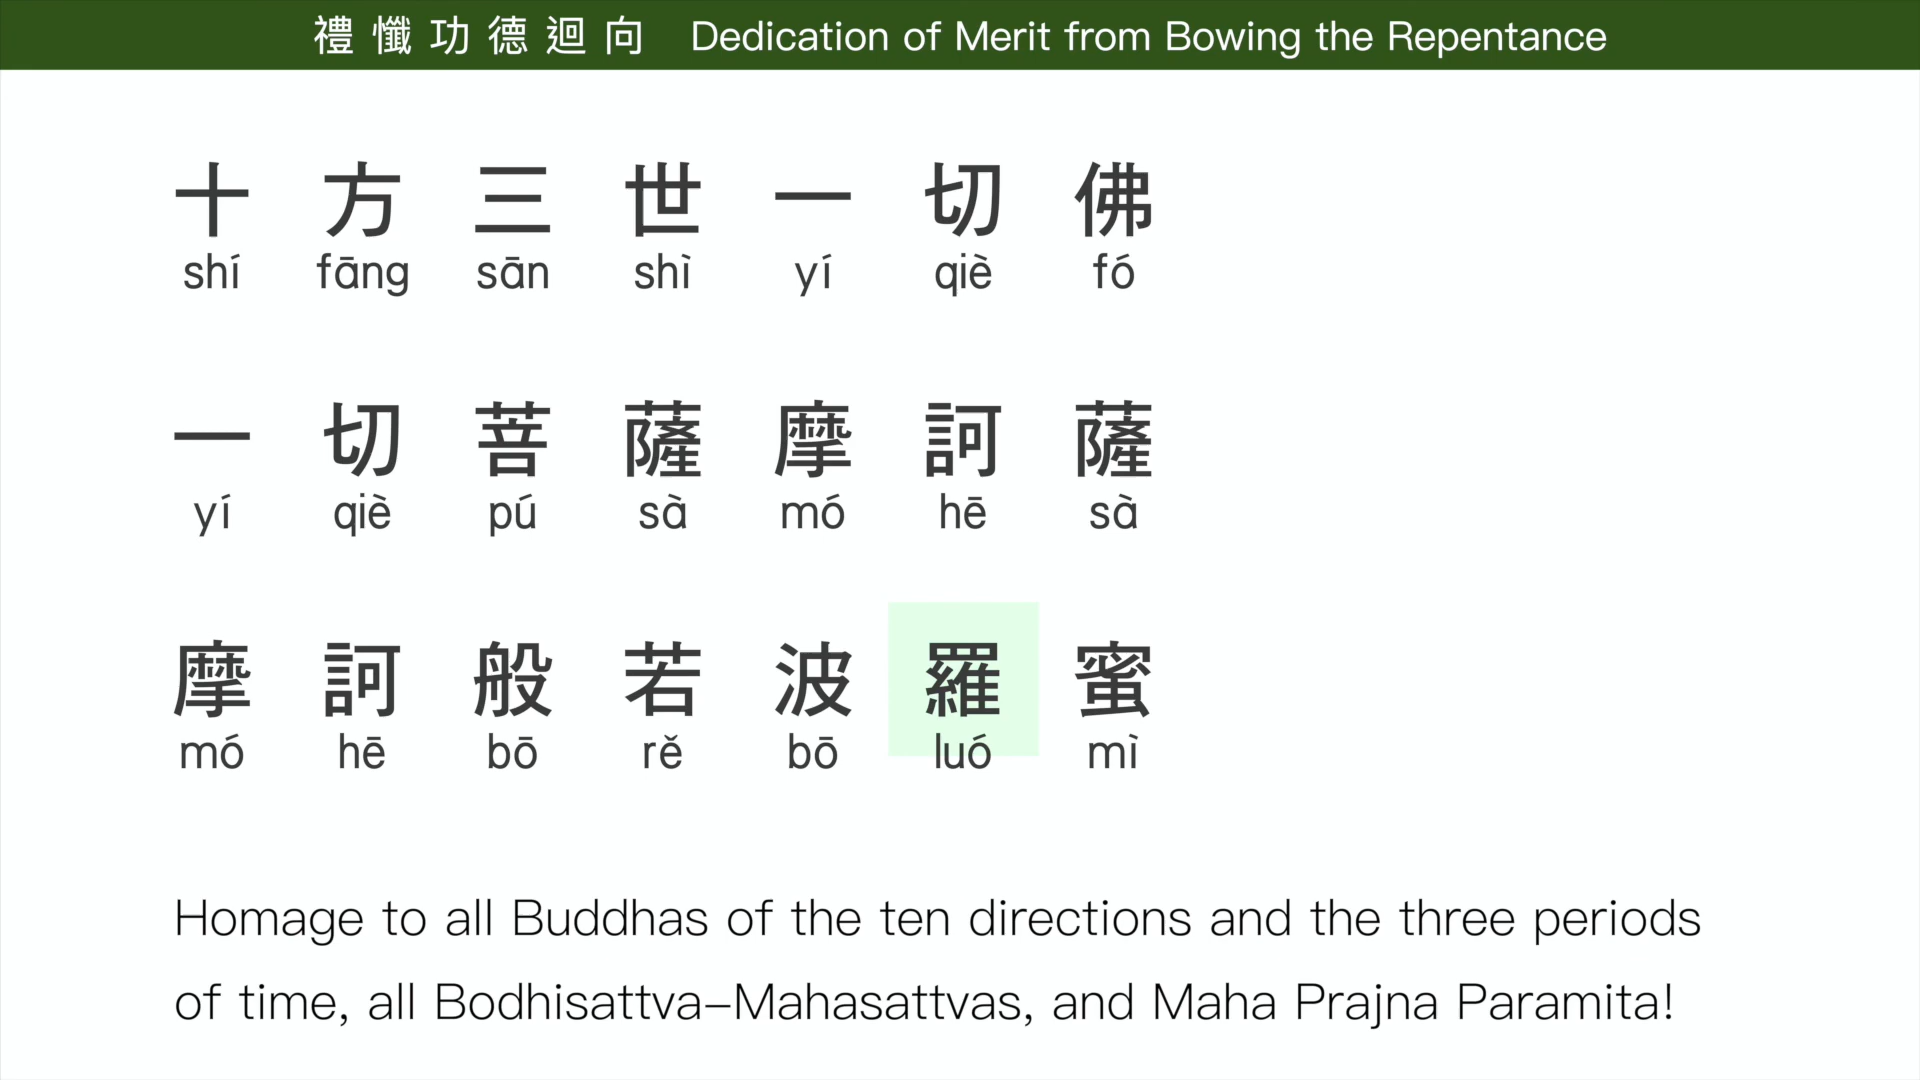 禮懺功德迴向 Dedication of Merit from Bowing the Repentance
十方三世一切佛
shí fāng sān shì yí qiè fó
一切菩薩摩訶薩
yí qiè pú sà mó hē sà
摩訶般若波羅蜜
mó hē bō rě bō luó mì
Homage to all Buddhas of the ten directions and the three periods
of time, all Bodhisattva–Mahasattvas, and Maha Prajna Paramita!